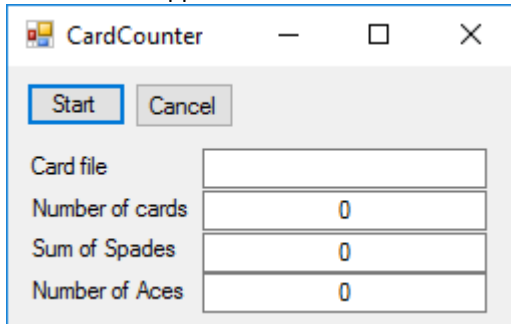 CardCounter
Start Cancel
Card file
Number of cards 0
Sum of Spades 0
Number of Aces 0